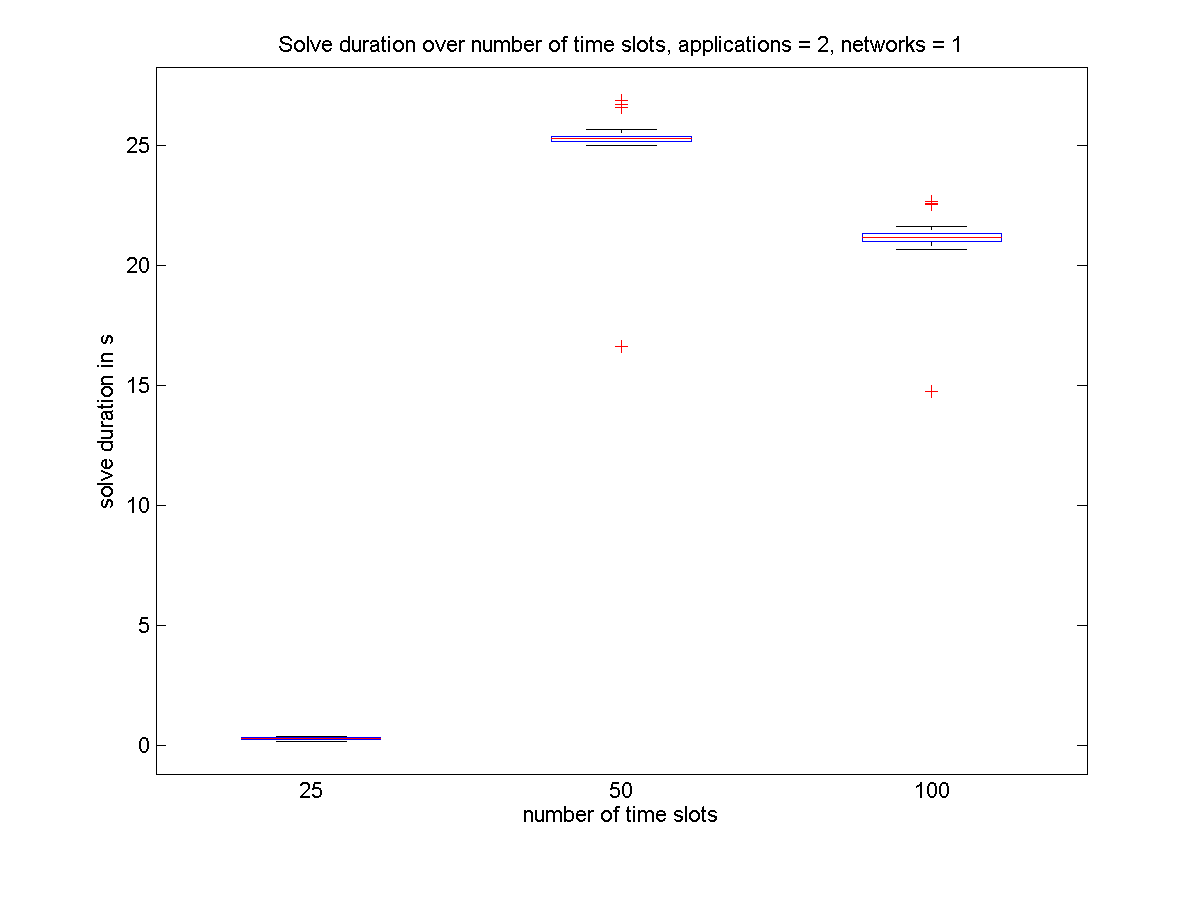 Solve duration over number of time slots, applications = 2, networks = 1
25
20
15
10
5
0
solve duration in s
25 50 100
number of time slots